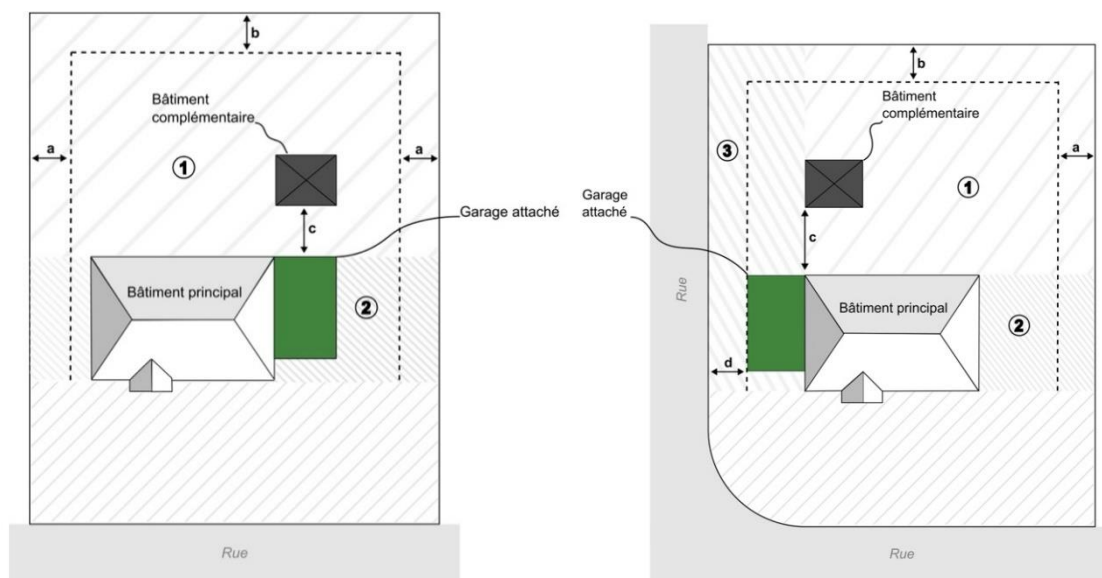 b
Bâtiment
complémentaire
a
1
a
c
Garage attaché
Bâtiment principal
2
Rue
b
Bâtiment
complémentaire
3
a
1
Garage
attaché
c
Rue
Bâtiment principal
2
d
Rue